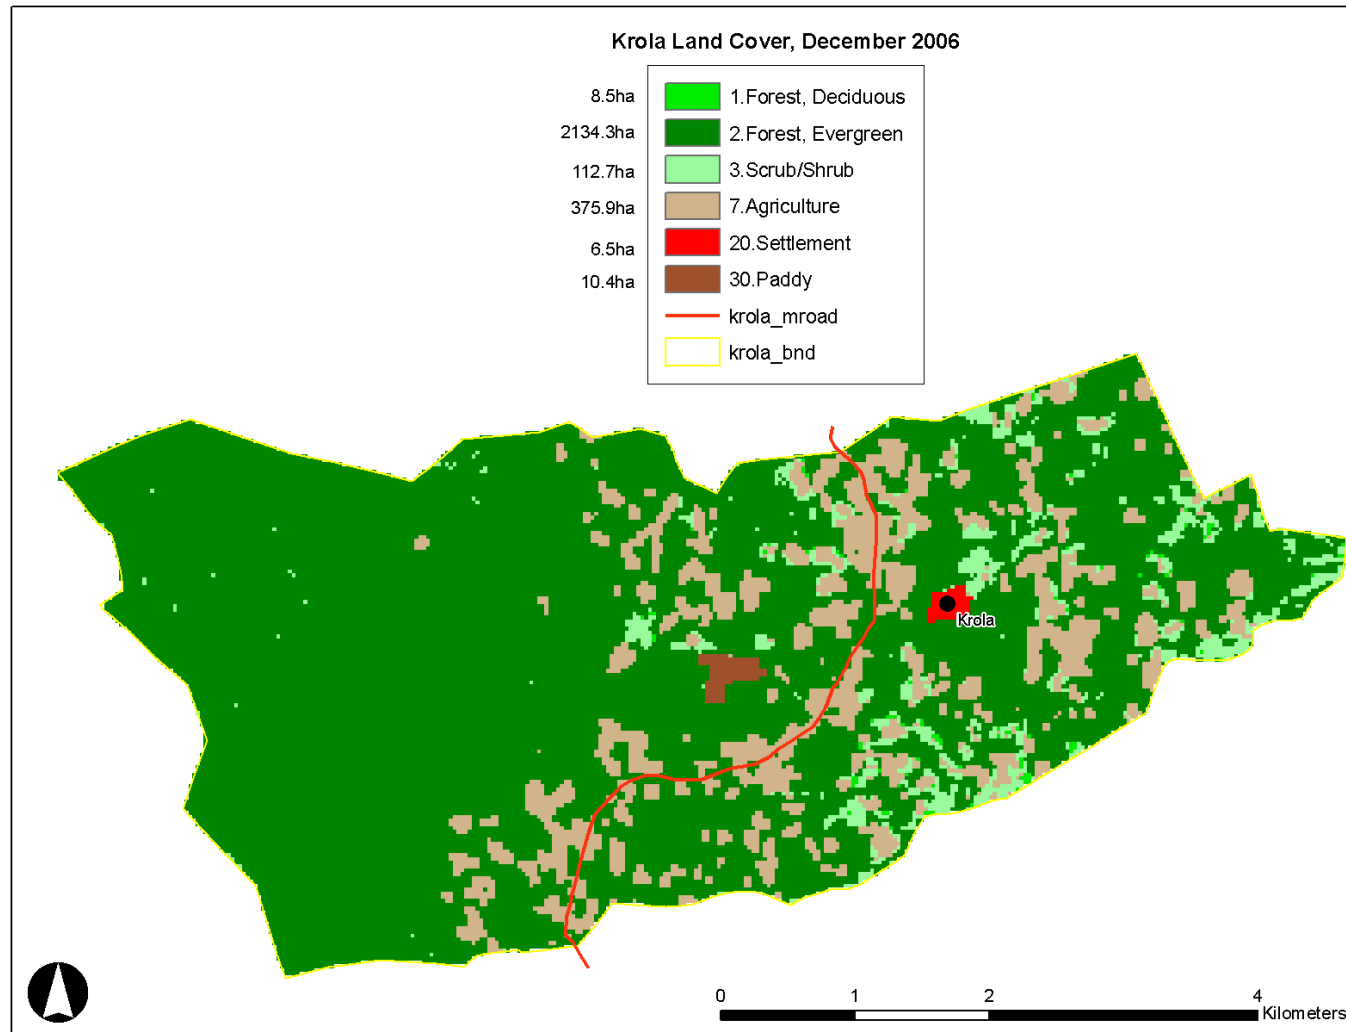 Krola Land Cover, December 2006
8.5ha 1.Forest, Deciduous
2134.3ha 2.Forest, Evergreen
112.7ha 3.Scrub/Shrub
375.9ha 7.Agriculture
6.5ha 20.Settlement
10.4ha 30.Paddy
krola_mroad
krola_bnd
Krola
0 1 2 4
Kilometers